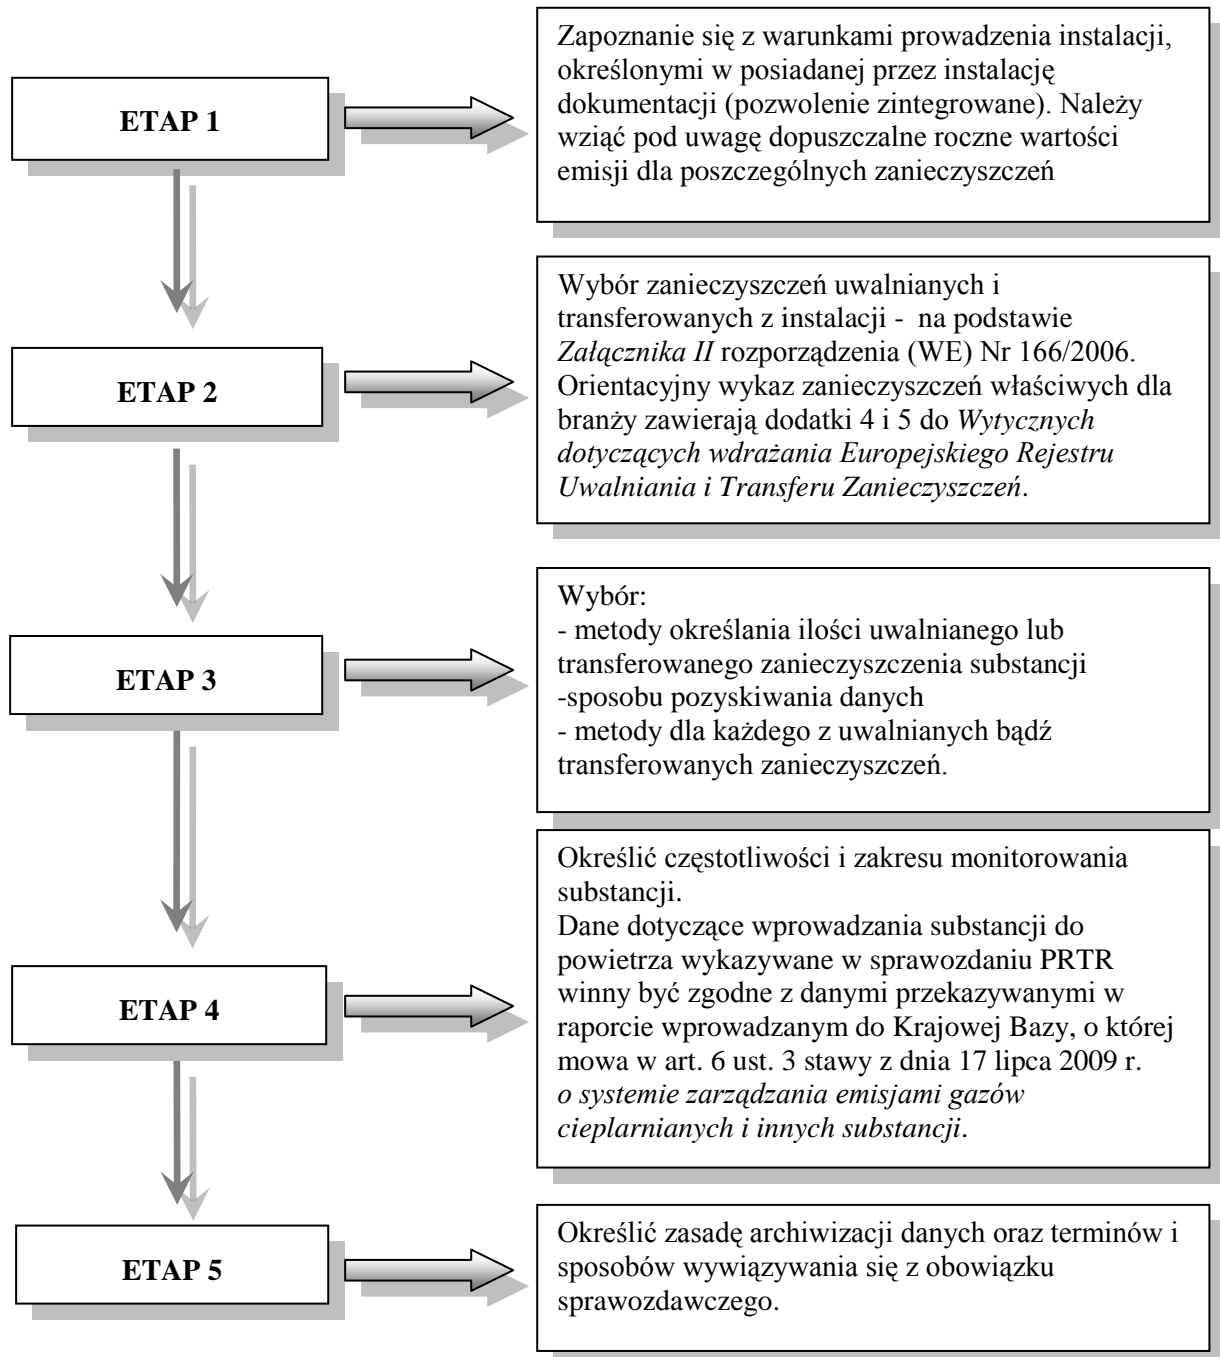 ETAP 1
Zapoznanie się z warunkami prowadzenia instalacji,
określonymi w posiadanej przez instalację
dokumentacji (pozwolenie zintegrowane). Należy
wziąć pod uwagę dopuszczalne roczne wartości
emisji dla poszczególnych zanieczyszczeń
ETAP 2
Wybór zanieczyszczeń uwalnianych i
transferowanych z instalacji - na podstawie
Załącznika II rozporządzenia (WE) Nr 166/2006.
Orientacyjny wykaz zanieczyszczeń właściwych dla
branży zawierają dodatki 4 i 5 do Wytycznych
dotyczących wdrażania Europejskiego Rejestru
Uwalniania i Transferu Zanieczyszczeń.
ETAP 3
Wybór:
- metody określania ilości uwalnianego lub
transferowanego zanieczyszczenia substancji
-sposobu pozyskiwania danych
- metody dla każdego z uwalnianych bądź
transferowanych zanieczyszczeń.
ETAP 4
Określić częstotliwości i zakresu monitorowania
substancji.
Dane dotyczące wprowadzania substancji do
powietrza wykazywane w sprawozdaniu PRTR
winny być zgodne z danymi przekazywanymi w
raporcie wprowadzanym do Krajowej Bazy, o której
mowa w art. 6 ust. 3 stawy z dnia 17 lipca 2009 r.
o systemie zarządzania emisjami gazów
cieplarnianych i innych substancji.
ETAP 5
Określić zasadę archiwizacji danych oraz terminów i
sposobów wywiązywania się z obowiązku
sprawozdawczego.